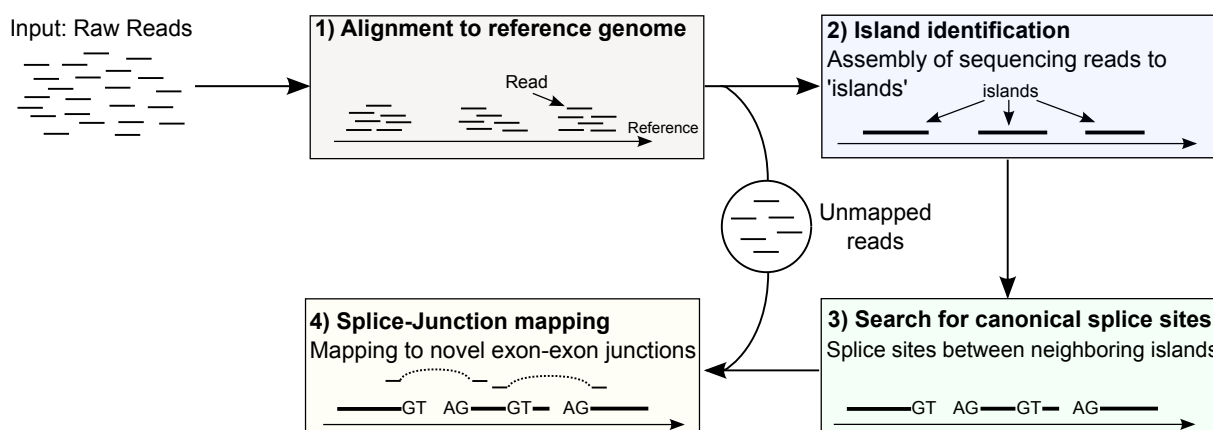 Input: Raw Reads
1) Alignment to reference genome
Read
Reference
2) Island identification
Assembly of sequencing reads to
'islands'
islands
Unmapped
reads
4) Splice-Junction mapping
Mapping to novel exon-exon junctions
GT AG GT AG
3) Search for canonical splice sites
Splice sites between neighboring islands
GT AG GT AG